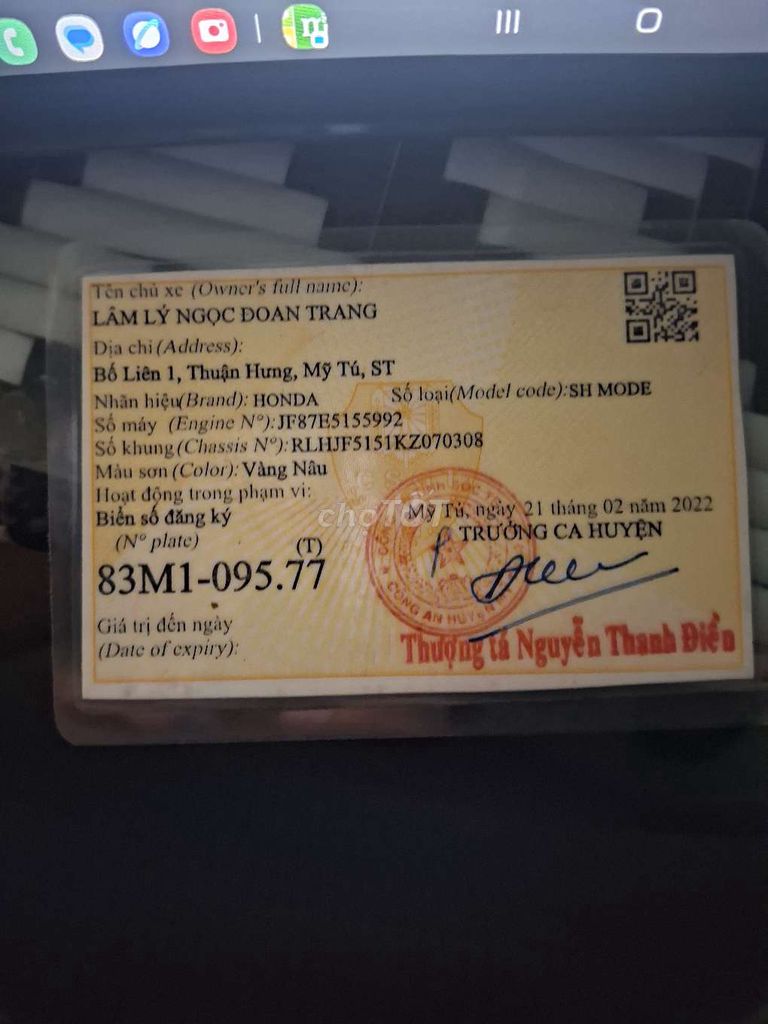 Tên chủ xe (Owner's full name):
LÂM LÝ NGỌC ĐOAN TRANG
Địa chỉ (Address):
Bố Liên 1, Thuận Hưng, Mỹ Tú, ST
Nhãn hiệu(Brand): HONDA Số loại(Model code):SH MODE
Số máy (Engine N°):JF87E5155992
Số khung(Chassis N°):RLHJF5151KZ070308
Màu sơn (Color): Vàng Nâu
Hoạt động trong phạm vi:
Mỹ Tú, ngày 21 tháng 02 năm 2022
Biển số đăng ký
TRƯỞNG CA HUYỆN
(N° plate) (T)
83M1-095.77
CÔNG AN HUYỆN
Giá trị đến ngày
(Date of expiry):
Thượng tá Nguyễn Thanh Điền
choTốT